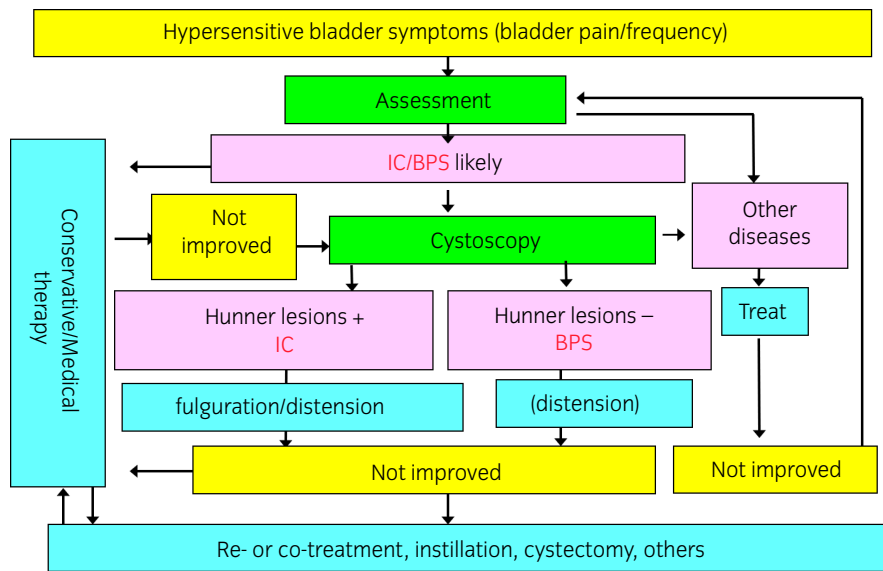 Hypersensitive bladder symptoms (bladder pain/frequency)
Assessment
IC/BPS likely
Conservative/Medical
therapy
Not
improved
Cystoscopy
Other
diseases
Hunner lesions +
IC
Hunner lesions –
BPS
Treat
fulguration/distension
(distension)
Not improved
Not improved
Re- or co-treatment, instillation, cystectomy, others